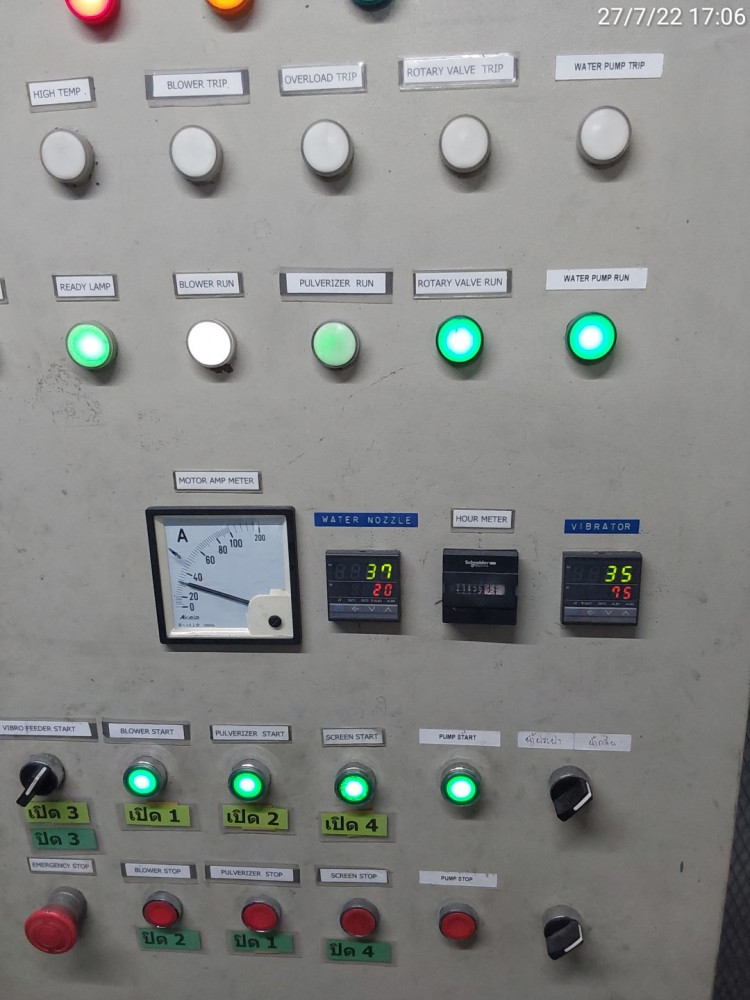 27/7/22 17:06
HIGH TEMP.
BLOWER TRIP
OVERLOAD TRIP
ROTARY VALVE TRIP
WATER PUMP TRIP
READY LAMP
BLOWER RUN
PULVERIZER RUN
ROTARY VALVE RUN
WATER PUMP RUN
MOTOR AMP METER
WATER NOZZLE
HOUR METER
VIBRATOR
A
200
100
80
60
40
20
0
37
20
Schneider
35
75
VIBRO FEEDER START
BLOWER START
PULVERIZER START
SCREEN START
PUMP START
เปิด 3
ปิด 3
เปิด 1
เปิด 2
เปิด 4
EMERGENCY STOP
BLOWER STOP
PULVERIZER STOP
SCREEN STOP
PUMP STOP
ปิด 2
ปิด 1
ปิด 4